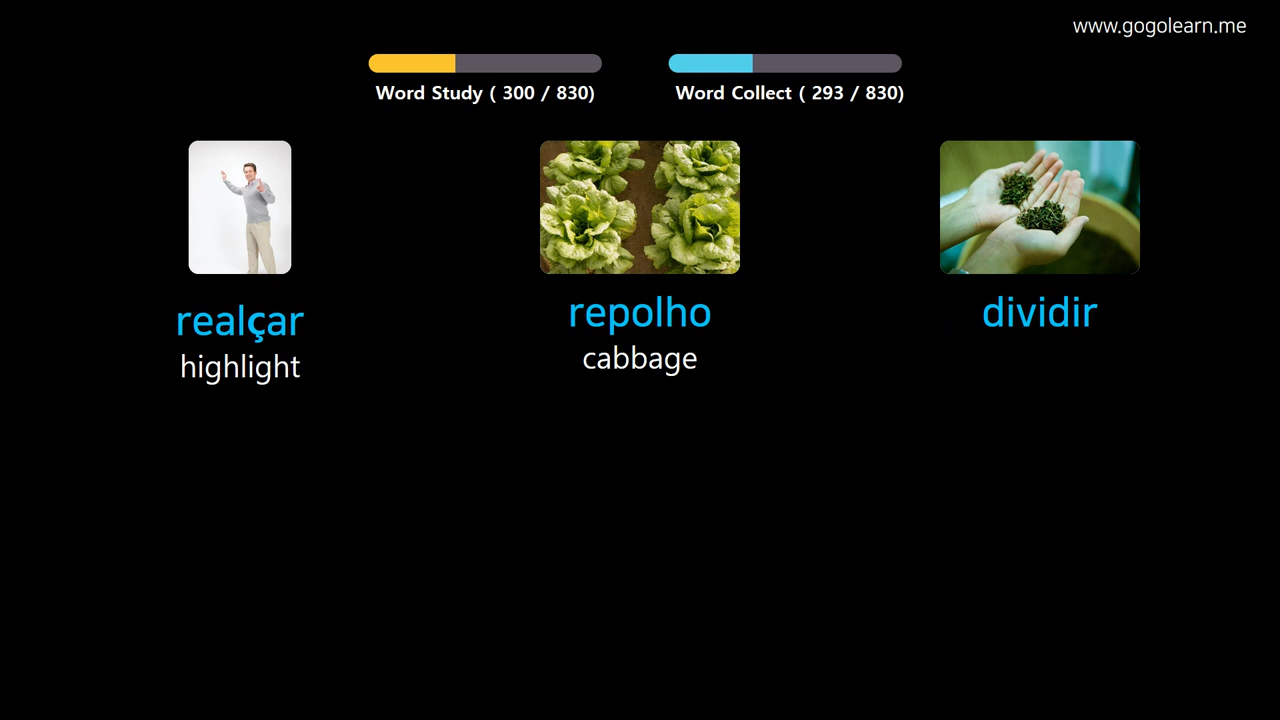 www.gogolearn.me
Word Study ( 300 / 830)
Word Collect ( 293 / 830)
realçar
highlight
repolho
cabbage
dividir